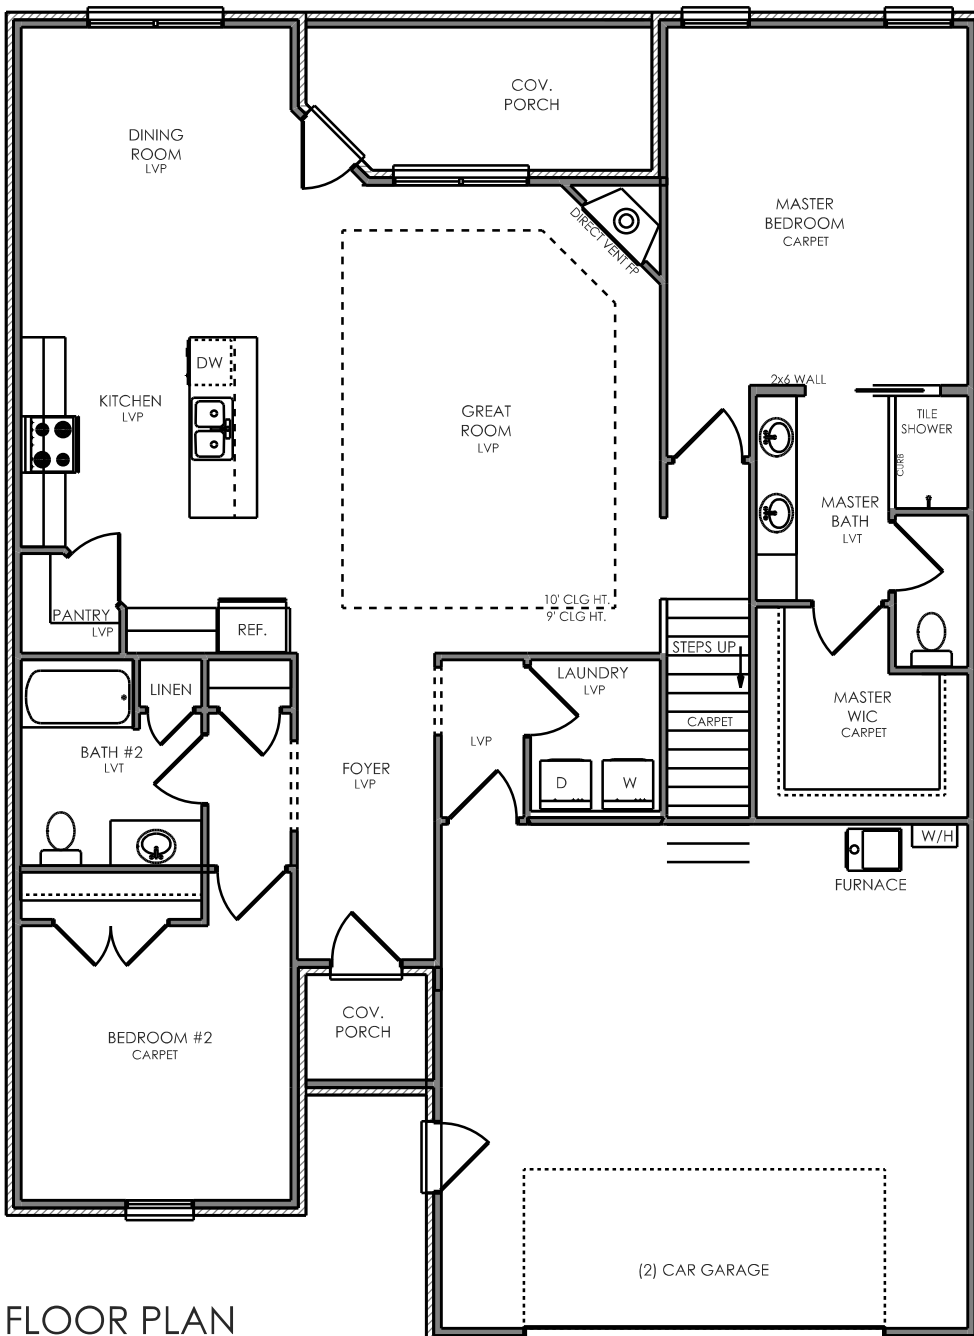 COV.
PORCH
DINING
ROOM
LVP
MASTER
BEDROOM
CARPET
DIRECT VENT FP
DW
2x6 WALL
KITCHEN
LVP
GREAT
ROOM
LVP
TILE
SHOWER
CURB
MASTER
BATH
LVT
10' CLG HT.
9' CLG HT.
PANTRY
LVP
REF.
STEPS UP
LAUNDRY
LVP
LINEN
MASTER
WIC
CARPET
CARPET
LVP
BATH #2
LVT
FOYER
LVP
D
W
W/H
FURNACE
COV.
PORCH
BEDROOM #2
CARPET
(2) CAR GARAGE
FLOOR PLAN